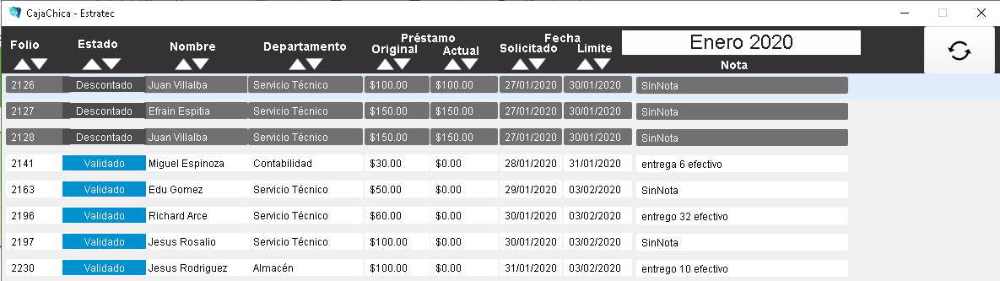 CajaChica - Estratec
Folio Estado Nombre Departamento Préstamo Original Actual Fecha Solicitado Limite Enero 2020 Nota
2126 Descontado Juan Villalba Servicio Técnico $100.00 $100.00 27/01/2020 30/01/2020 SinNota
2127 Descontado Efrain Espitia Servicio Técnico $150.00 $150.00 27/01/2020 30/01/2020 SinNota
2128 Descontado Juan Villalba Servicio Técnico $150.00 $150.00 27/01/2020 30/01/2020 SinNota
2141 Validado Miguel Espinoza Contabilidad $30.00 $0.00 28/01/2020 31/01/2020 entrega 6 efectivo
2163 Validado Edu Gomez Servicio Técnico $50.00 $0.00 29/01/2020 03/02/2020 SinNota
2196 Validado Richard Arce Servicio Técnico $60.00 $0.00 30/01/2020 03/02/2020 entrego 32 efectivo
2197 Validado Jesus Rosalio Servicio Técnico $100.00 $0.00 30/01/2020 03/02/2020 SinNota
2230 Validado Jesus Rodriguez Almacén $100.00 $0.00 31/01/2020 03/02/2020 entrego 10 efectivo